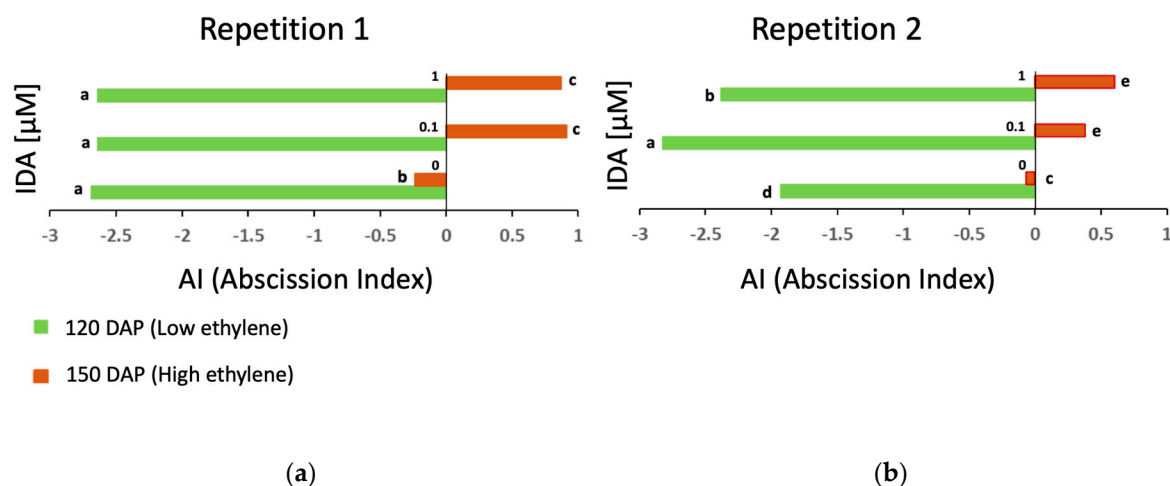 Repetition 1
Repetition 2
IDA [µM]
1
a
c
0.1
a
c
0
b
a
-3 -2.5 -2 -1.5 -1 -0.5 0 0.5 1
AI (Abscission Index)
IDA [µM]
1
b
e
0.1
a
e
0
c
d
-3 -2.5 -2 -1.5 -1 -0.5 0 0.5 1
AI (Abscission Index)
120 DAP (Low ethylene)
150 DAP (High ethylene)
(a)
(b)